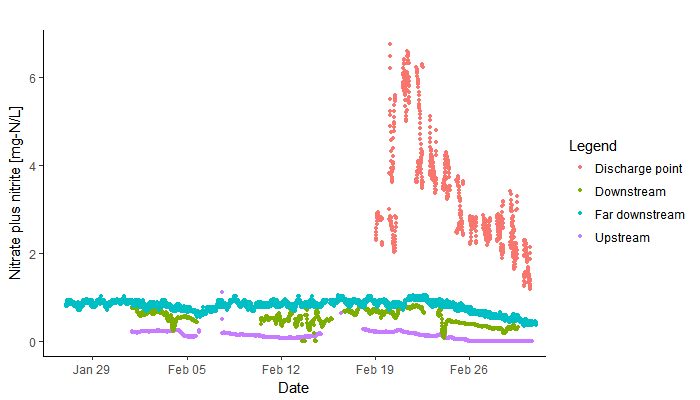 Nitrate plus nitrite [mg-N/L]
6
4
2
0
Jan 29
Feb 05
Feb 12
Feb 19
Feb 26
Date
Legend
Discharge point
Downstream
Far downstream
Upstream